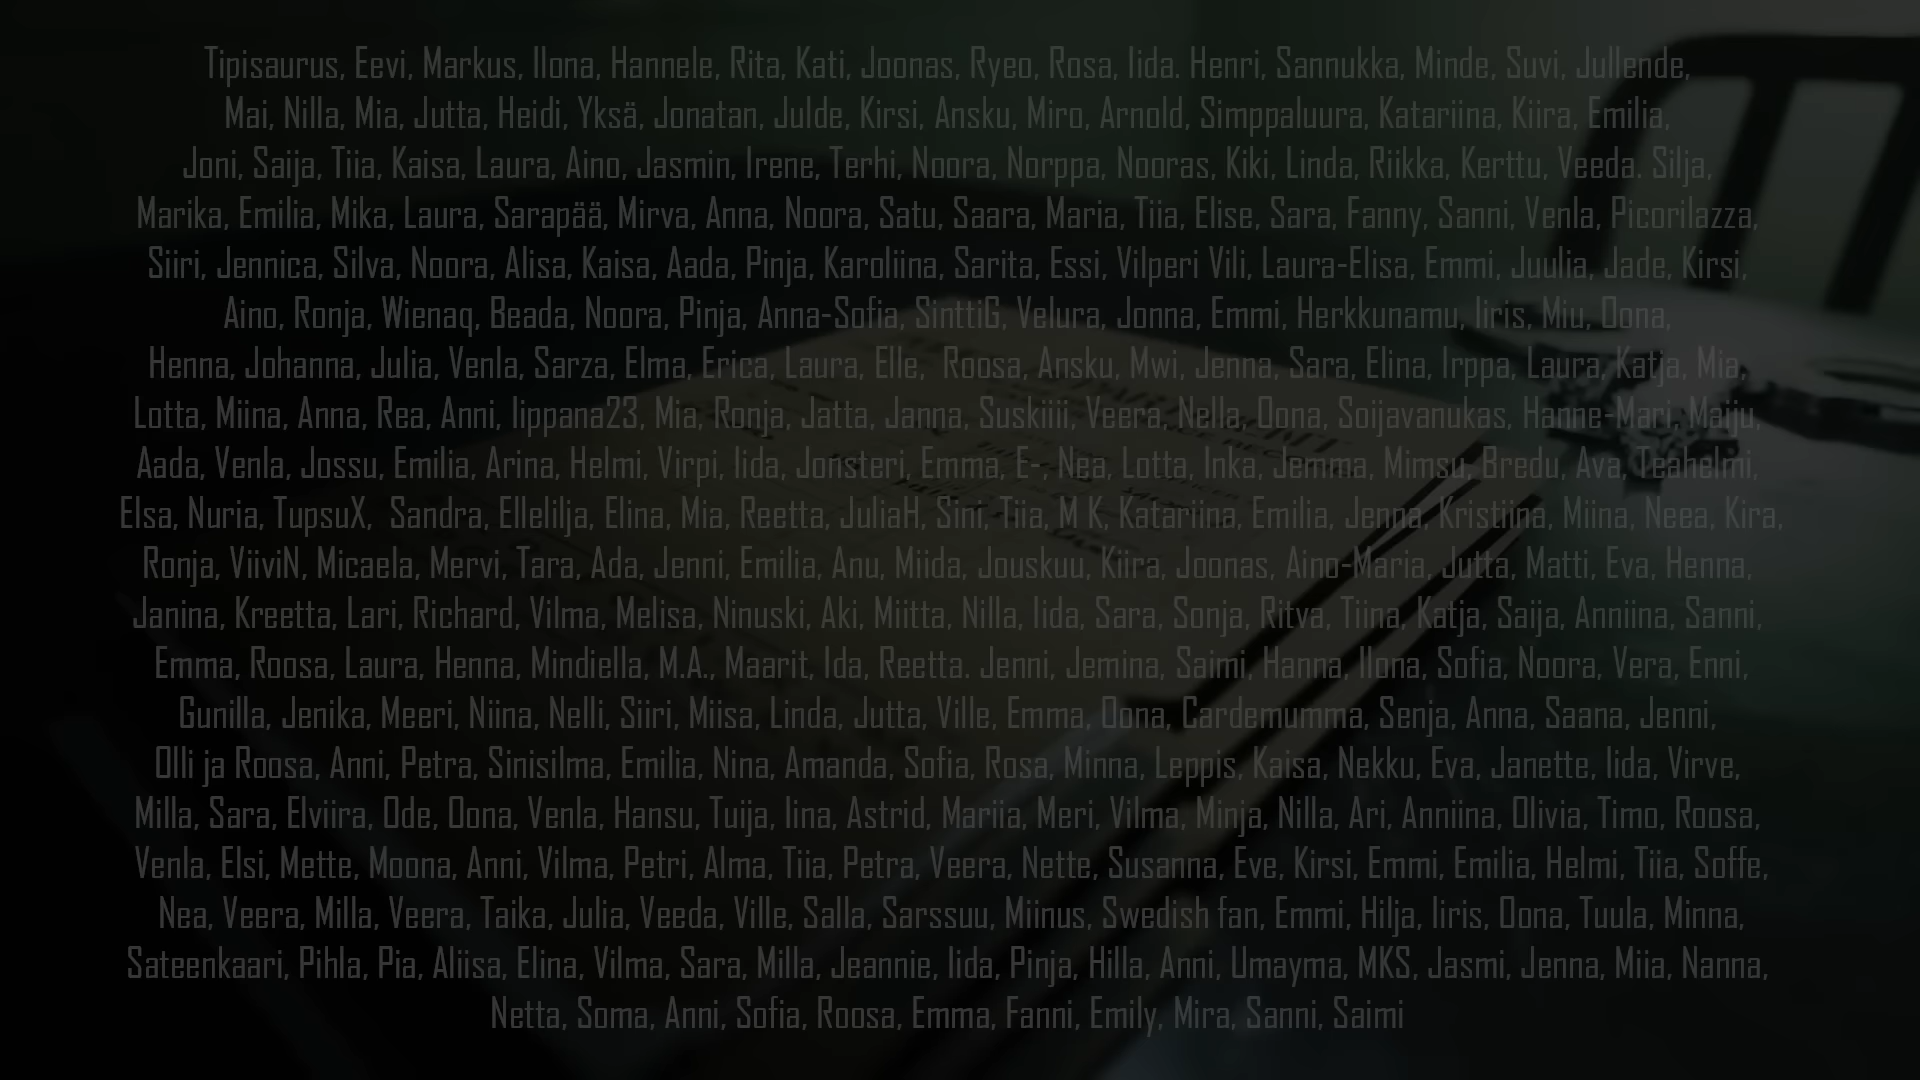 Tipisaurus, Eevi, Markus, Ilona, Hannele, Rita, Kati, Joonas, Ryeo, Rosa, Iida. Henri, Sannukka, Minde, Suvi, Jullende,
Mai, Nilla, Mia, Jutta, Heidi, Yksä, Jonatan, Julde, Kirsi, Ansku, Miro, Arnold, Simppaluura, Katariina, Kiira, Emilia,
Joni, Saija, Tiia, Kaisa, Laura, Aino, Jasmin, Irene, Terhi, Noora, Norppa, Nooras, Kiki, Linda, Riikka, Kerttu, Veeda. Silja,
Marika, Emilia, Mika, Laura, Sarapää, Mirva, Anna, Noora, Satu, Saara, Maria, Tiia, Elise, Sara, Fanny, Sanni, Venla, Picorilazza,
Siiri, Jennica, Silva, Noora, Alisa, Kaisa, Aada, Pinja, Karoliina, Sarita, Essi, Vilperi Vili, Laura-Elisa, Emmi, Juulia, Jade, Kirsi,
Aino, Ronja, Wienaq, Beada, Noora, Pinja, Anna-Sofia, SinttiG, Velura, Jonna, Emmi, Herkkunamu, Iiris, Miu, Oona,
Henna, Johanna, Julia, Venla, Sarza, Elma, Erica, Laura, Elle, Roosa, Ansku, Mwi, Jenna, Sara, Elina, Irppa, Laura, Katja, Mia,
Lotta, Miina, Anna, Rea, Anni, Iippana23, Mia, Ronja, Jatta, Janna, Suskiiii, Veera, Nella, Oona, Soijavanukas, Hanne-Mari, Maiju,
Aada, Venla, Jossu, Emilia, Arina, Helmi, Virpi, Iida, Jonsteri, Emma, E-, Nea, Lotta, Inka, Jemma, Mimsu, Bredu, Ava, Teahelmi,
Elsa, Nuria, TupsuX, Sandra, Ellelilja, Elina, Mia, Reetta, JuliaH, Sini, Tiia, M K, Katariina, Emilia, Jenna, Kristiina, Miina, Neea, Kira,
Ronja, ViiviN, Micaela, Mervi, Tara, Ada, Jenni, Emilia, Anu, Miida, Jouskuu, Kiira, Joonas, Aino-Maria, Jutta, Matti, Eva, Henna,
Janina, Kreetta, Lari, Richard, Vilma, Melisa, Ninuski, Aki, Miitta, Nilla, Iida, Sara, Sonja, Ritva, Tiina, Katja, Saija, Anniina, Sanni,
Emma, Roosa, Laura, Henna, Mindiella, M.A., Maarit, Ida, Reetta. Jenni, Jemina, Saimi, Hanna, Ilona, Sofia, Noora, Vera, Enni,
Gunilla, Jenika, Meeri, Niina, Nelli, Siiri, Miisa, Linda, Jutta, Ville, Emma, Oona, Cardemumma, Senja, Anna, Saana, Jenni,
Olli ja Roosa, Anni, Petra, Sinisilma, Emilia, Nina, Amanda, Sofia, Rosa, Minna, Leppis, Kaisa, Nekku, Eva, Janette, Iida, Virve,
Milla, Sara, Elviira, Ode, Oona, Venla, Hansu, Tuija, Iina, Astrid, Mariia, Meri, Vilma, Minja, Nilla, Ari, Anniina, Olivia, Timo, Roosa,
Venla, Elsi, Mette, Moona, Anni, Vilma, Petri, Alma, Tiia, Petra, Veera, Nette, Susanna, Eve, Kirsi, Emmi, Emilia, Helmi, Tiia, Soffe,
Nea, Veera, Milla, Veera, Taika, Julia, Veeda, Ville, Salla, Sarssuu, Miinus, Swedish fan, Emmi, Hilja, Iiris, Oona, Tuula, Minna,
Sateenkaari, Pihla, Pia, Aliisa, Elina, Vilma, Sara, Milla, Jeannie, Iida, Pinja, Hilla, Anni, Umayma, MKS, Jasmi, Jenna, Miia, Nanna,
Netta, Soma, Anni, Sofia, Roosa, Emma, Fanni, Emily, Mira, Sanni, Saimi